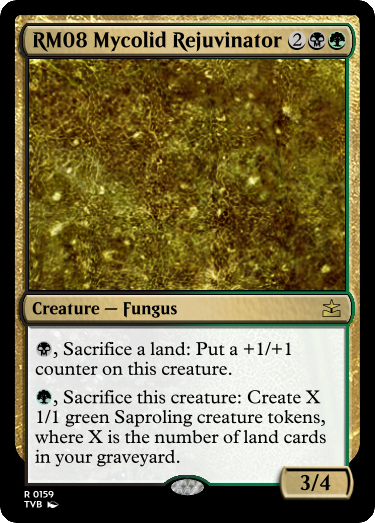 RM08 Mycolid Rejuvinator 2
Creature — Fungus
, Sacrifice a land: Put a +1/+1
counter on this creature.
, Sacrifice this creature: Create X
1/1 green Saproling creature tokens,
where X is the number of land cards
in your graveyard.
3/4
R 0159
TVB